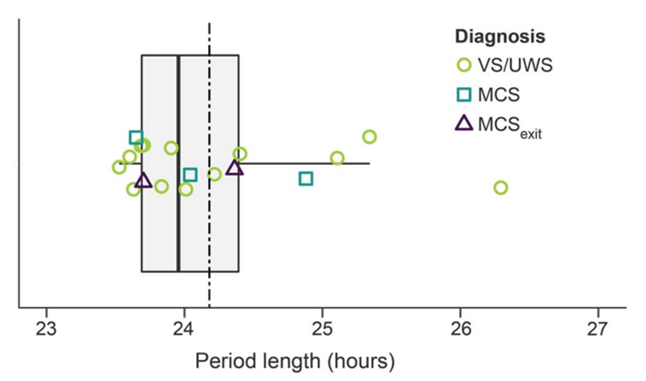 Diagnosis
VS/UWS
MCS
MCSexit
23 24 25 26 27
Period length (hours)